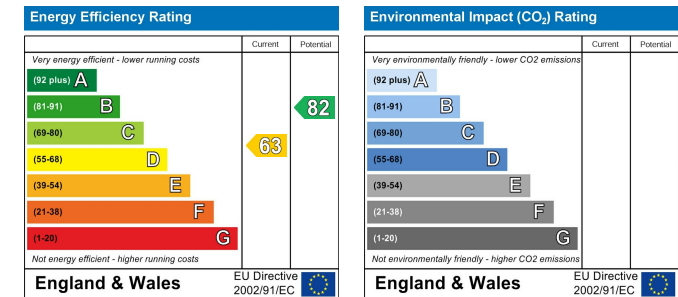 Energy Efficiency Rating
Current Potential
Very energy efficient - lower running costs
(92 plus) A
(81-91) B
82
(69-80) C
63
(55-68) D
(39-54) E
(21-38) F
(1-20) G
Not energy efficient - higher running costs
England & Wales
EU Directive
2002/91/EC
Environmental Impact (CO₂) Rating
Current Potential
Very environmentally friendly - lower CO2 emissions
(92 plus) A
(81-91) B
(69-80) C
(55-68) D
(39-54) E
(21-38) F
(1-20) G
Not environmentally friendly - higher CO2 emissions
England & Wales
EU Directive
2002/91/EC